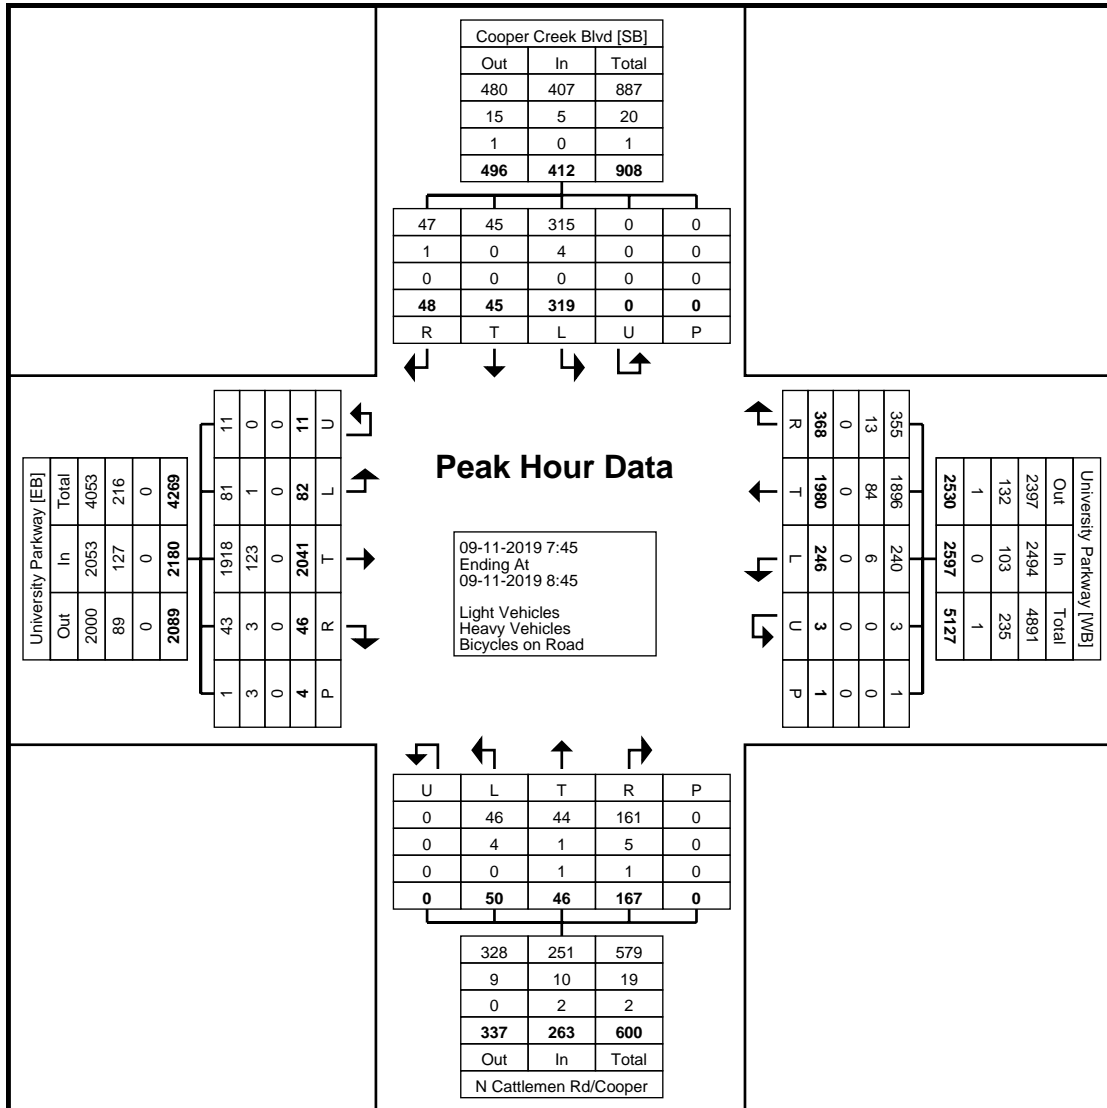 Cooper Creek Blvd [SB]
Out In Total
480 407 887
15 5 20
1 0 1
496 412 908
47 45 315 0 0
1 0 4 0 0
0 0 0 0 0
48 45 319 0 0
R T L U P
University Parkway [EB]
Total In Out
4053 2053 2000
216 127 89
0 0 0
4269 2180 2089
11 81 1918 43 1
0 1 123 3 3
0 0 0 0 0
11 82 2041 46 4
U L T R P
Peak Hour Data
09-11-2019 7:45
Ending At
09-11-2019 8:45
Light Vehicles
Heavy Vehicles
Bicycles on Road
R T L U P
368 1980 246 3 1
0 0 0 0 0
13 84 6 0 0
355 1896 240 3 1
University Parkway [WB]
Out In Total
2397 2494 4891
132 103 235
1 0 1
2530 2597 5127
U L T R P
0 46 44 161 0
0 4 1 5 0
0 0 1 1 0
0 50 46 167 0
328 251 579
9 10 19
0 2 2
337 263 600
Out In Total
N Cattlemen Rd/Cooper